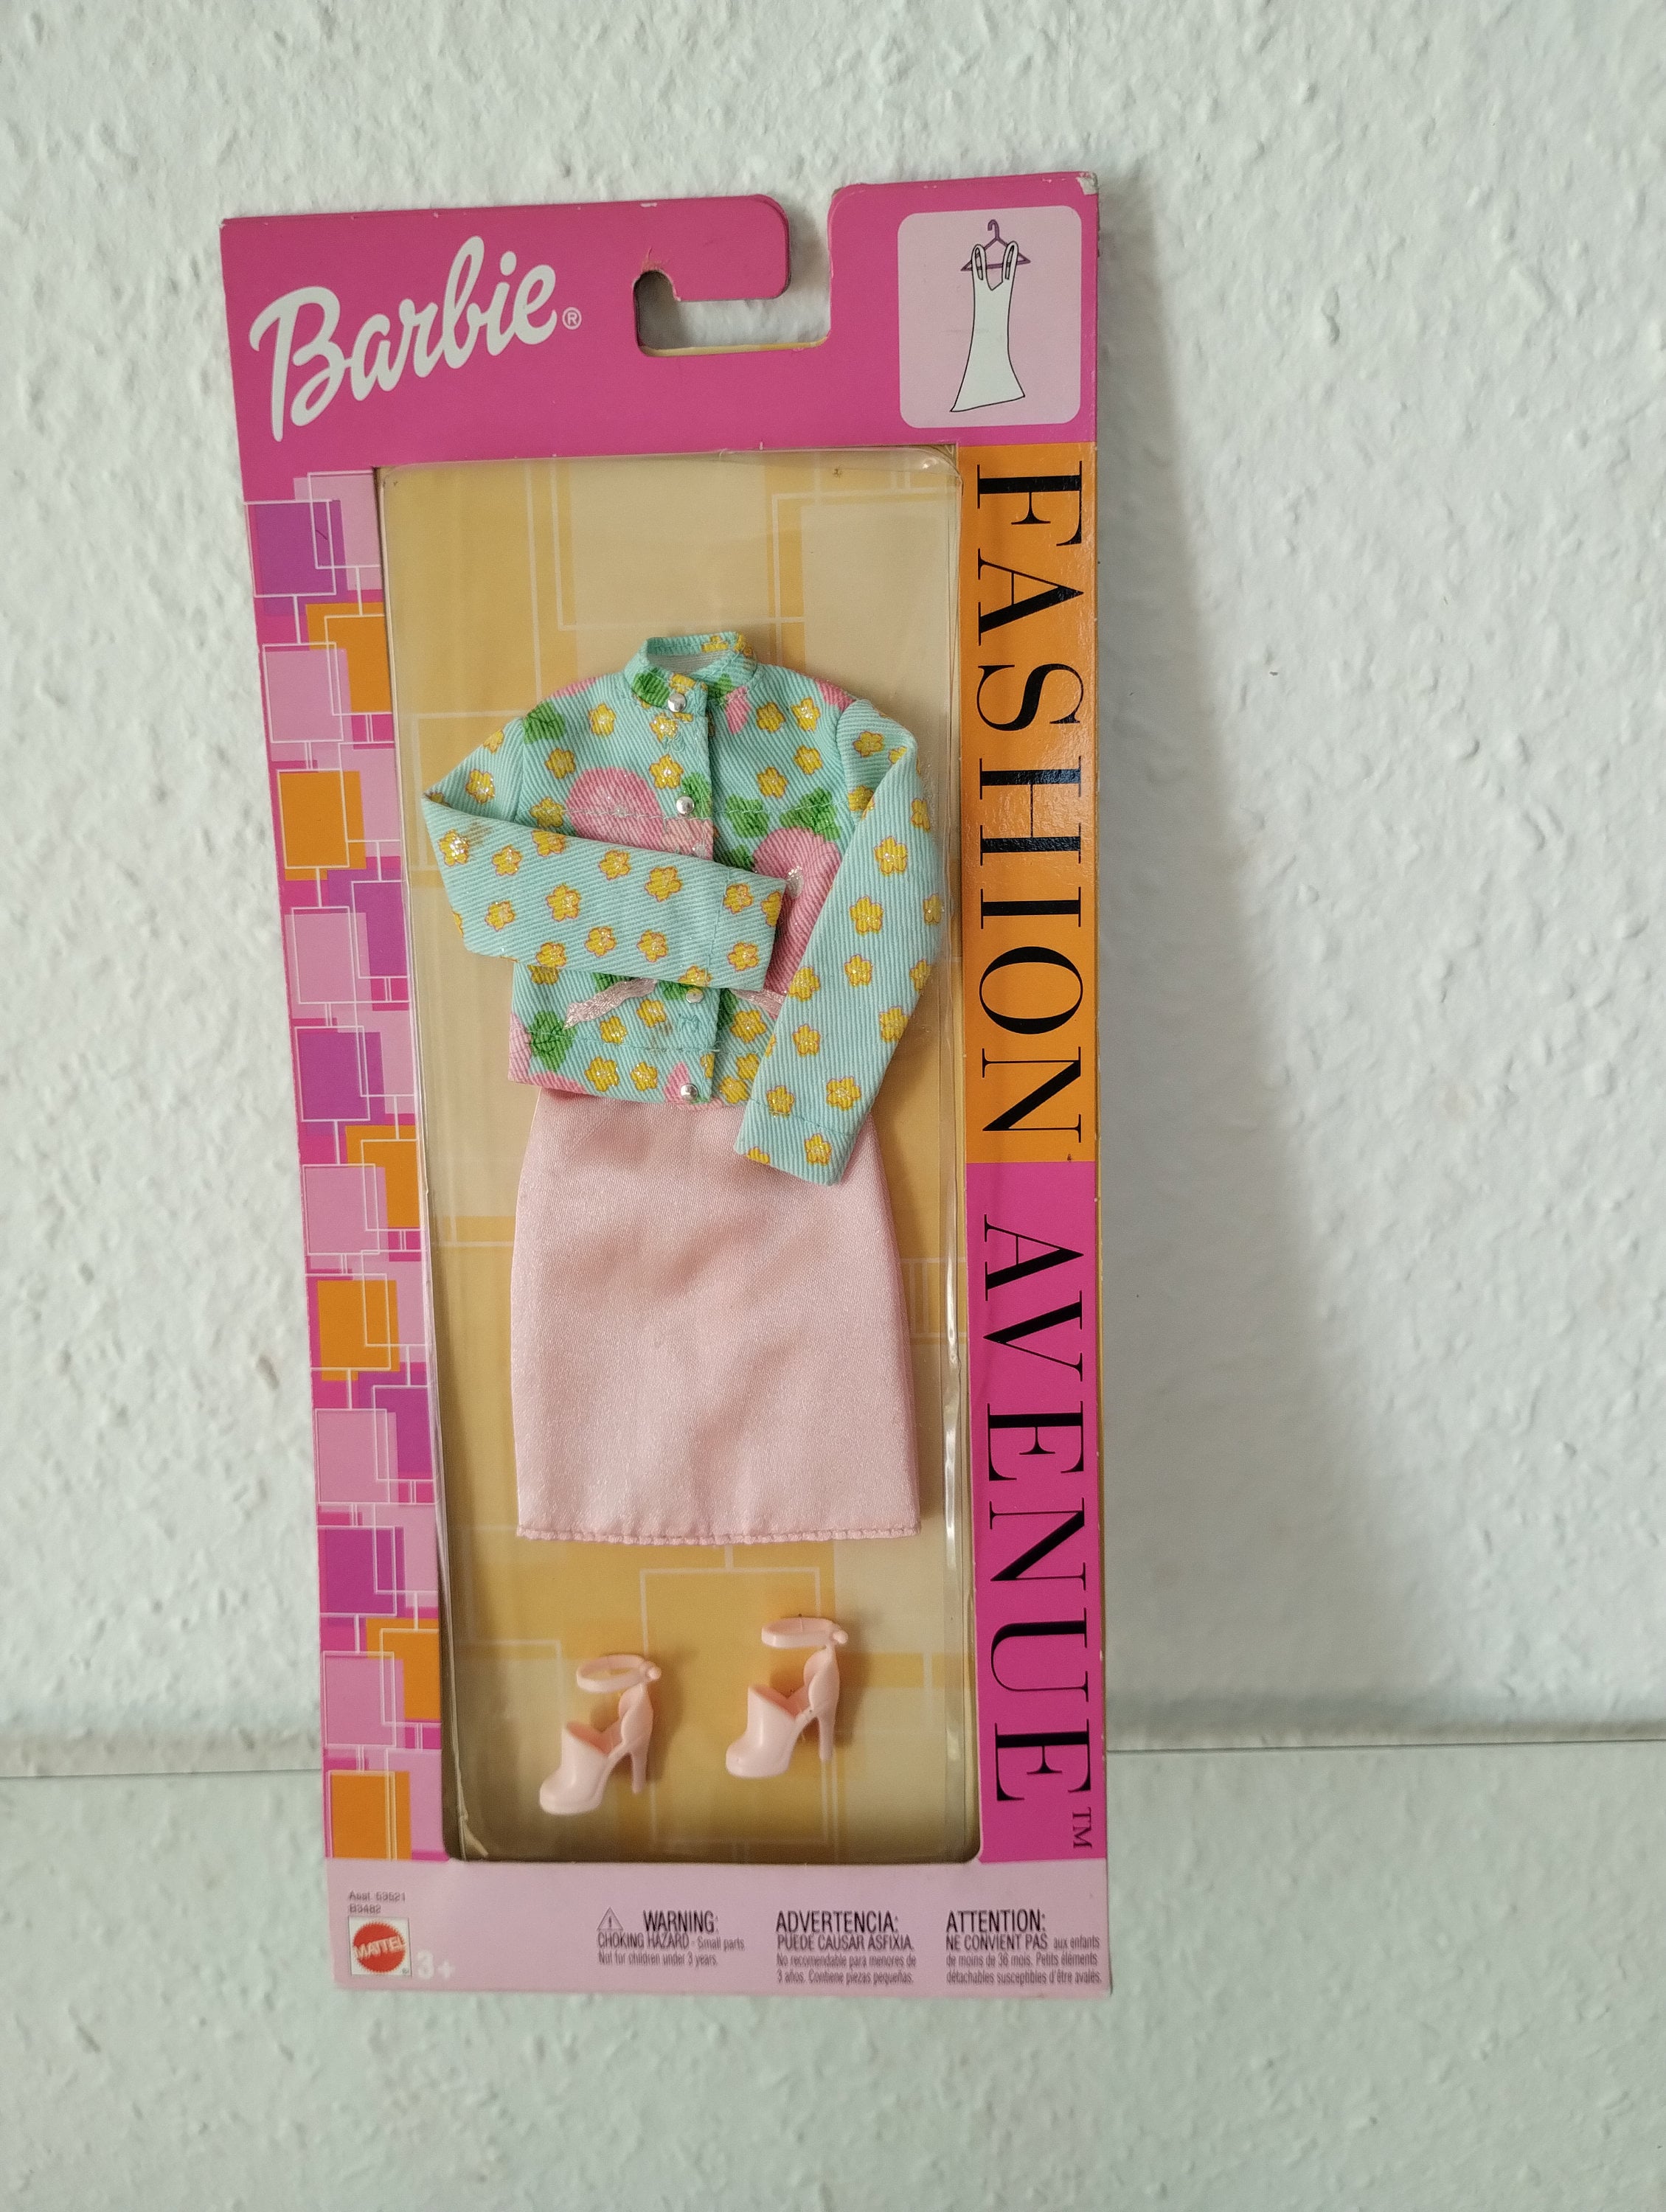 Barbie®
FASHION AVENUE™
Asst. 53521
B3482
MATTEL
®
3+
WARNING:
CHOKING HAZARD - Small parts
Not for children under 3 years.
ADVERTENCIA:
PUEDE CAUSAR ASFIXIA.
No recomendable para menores de
3 años. Contiene piezas pequeñas.
ATTENTION:
NE CONVIENT PAS aux enfants
de moins de 36 mois. Petits éléments
détachables susceptibles d'être avalés.